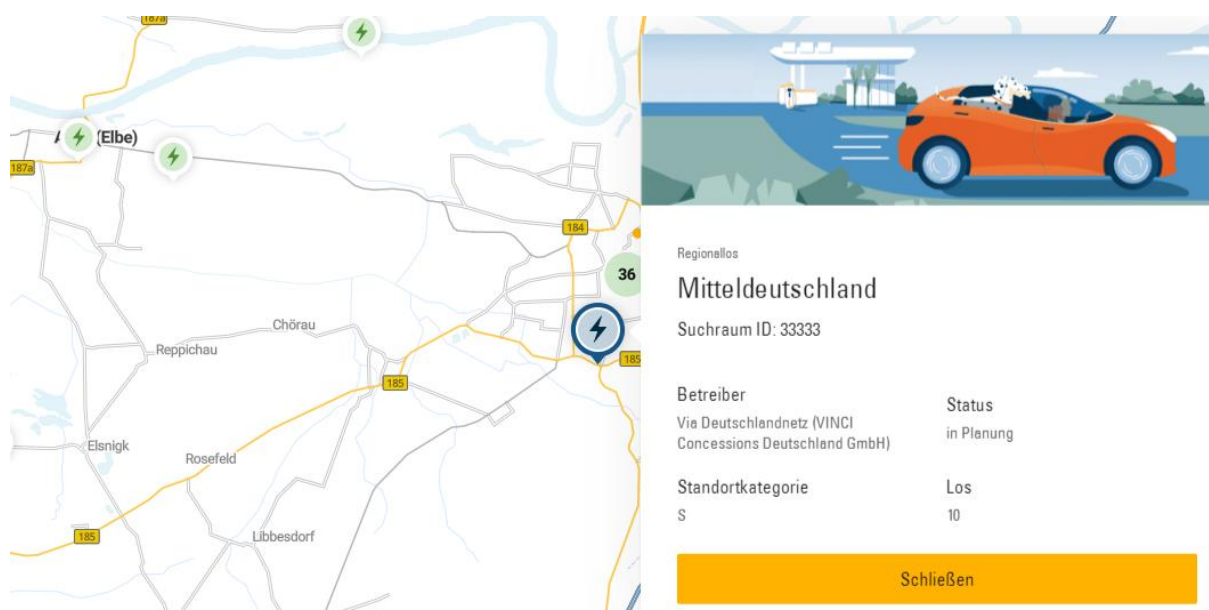 187a
(Elbe)
187a
184
36
Chörau
Reppichau
185
185
Elsnigk
Rosefeld
185
Libbesdorf
Regionallos
Mitteldeutschland
Suchraum ID: 33333
Betreiber
Via Deutschlandnetz (VINCI
Concessions Deutschland GmbH)
Status
in Planung
Standortkategorie
S
Los
10
Schließen